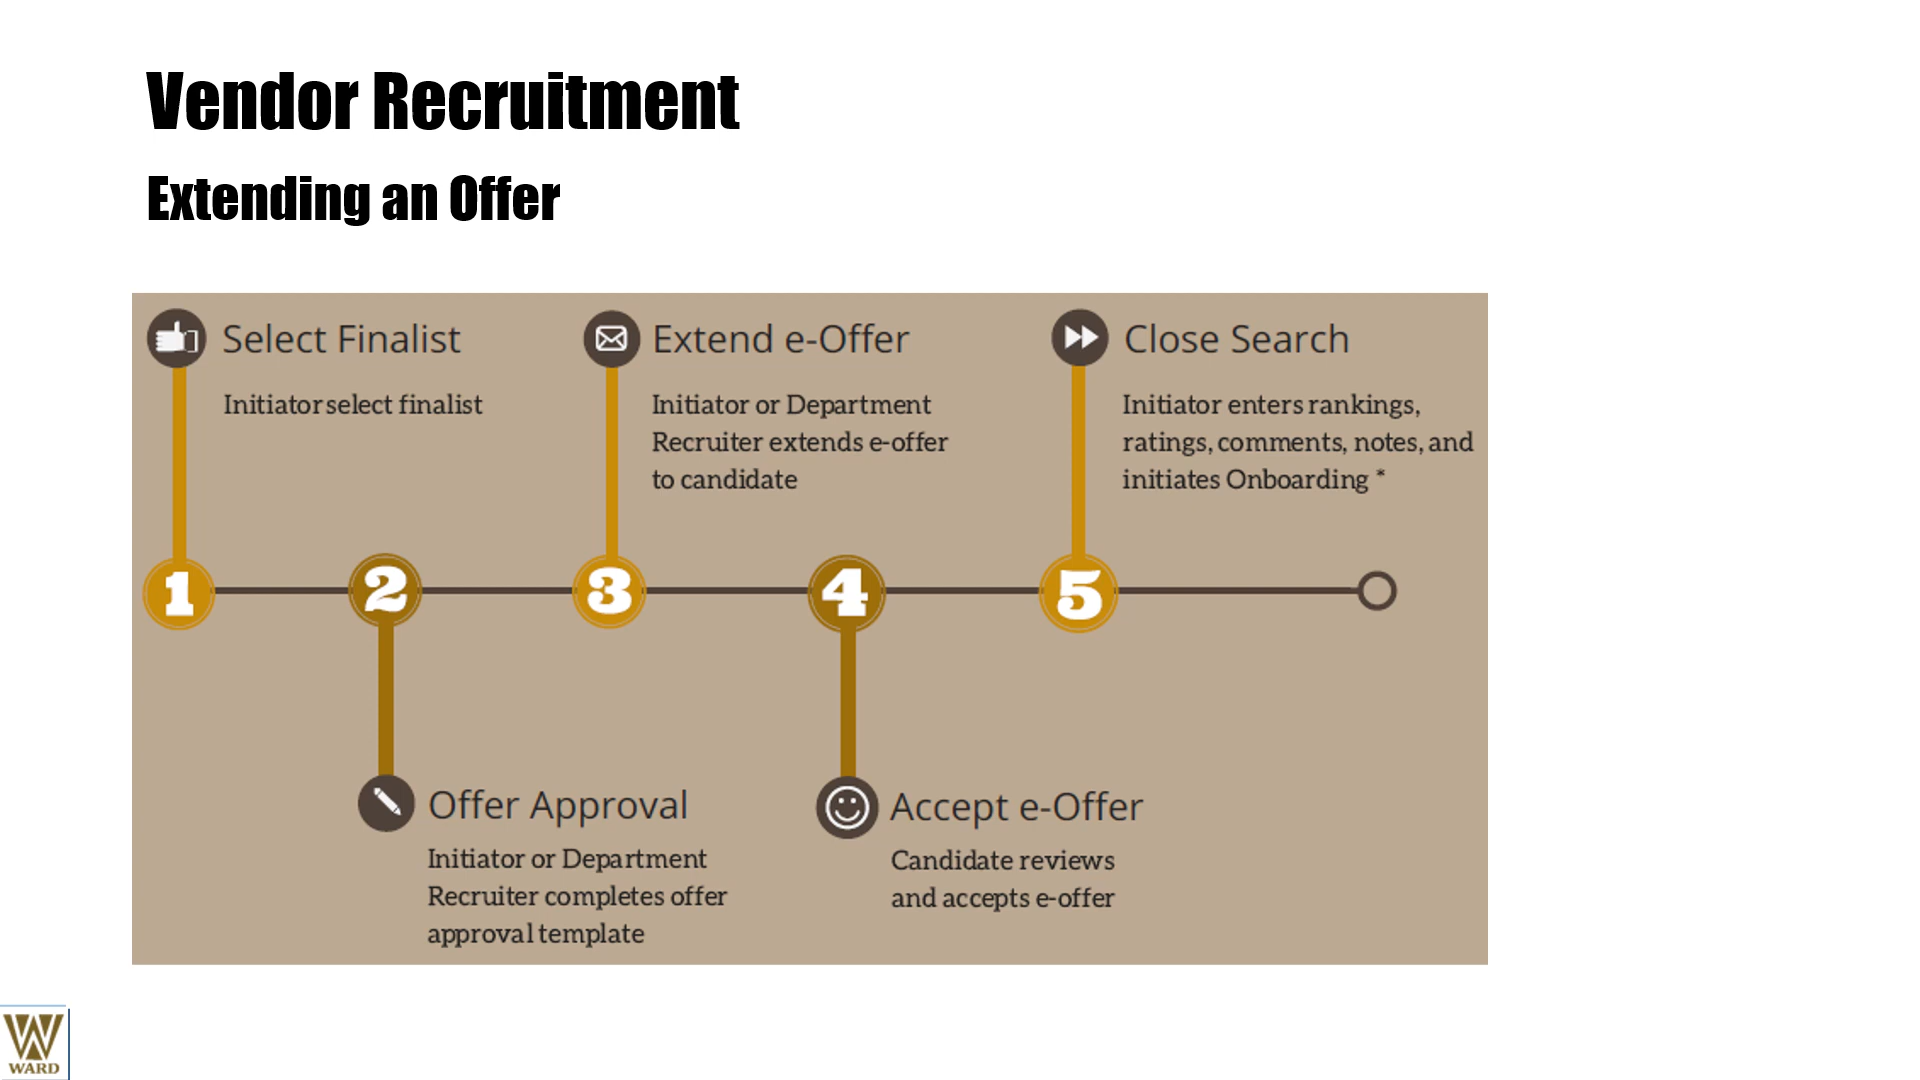 Vendor Recruitment
Extending an Offer
Select Finalist
Initiator select finalist
Extend e-Offer
Initiator or Department
Recruiter extends e-offer
to candidate
Close Search
Initiator enters rankings,
ratings, comments, notes, and
initiates Onboarding *
1
2
3
4
5
Offer Approval
Initiator or Department
Recruiter completes offer
approval template
Accept e-Offer
Candidate reviews
and accepts e-offer
WARD